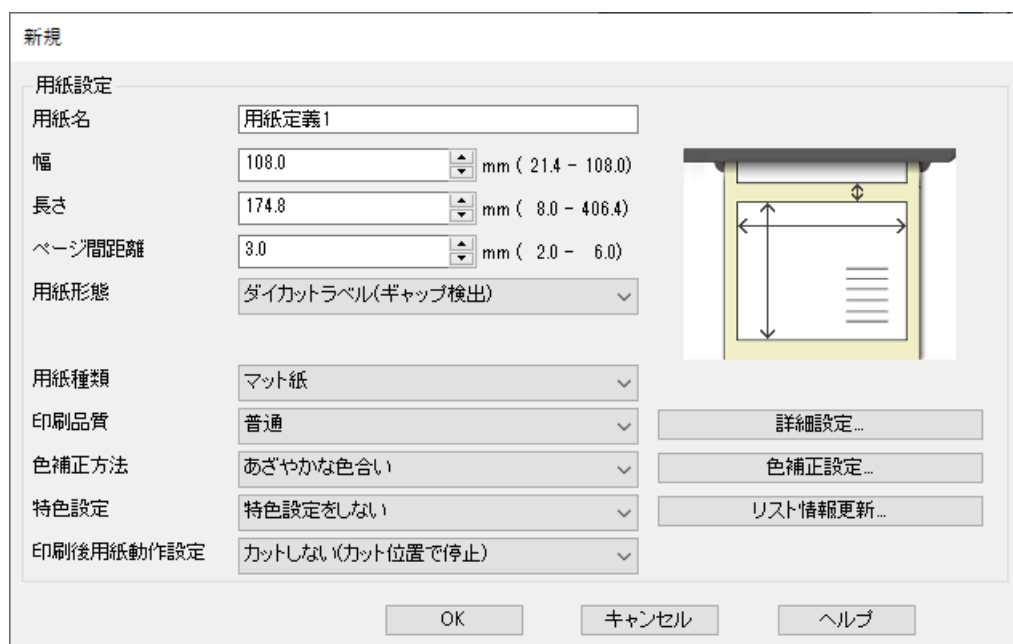 新規
用紙設定
用紙名 用紙定義1
幅 108.0 mm ( 21.4 - 108.0)
長さ 174.8 mm ( 8.0 - 406.4)
ページ間距離 3.0 mm ( 2.0 - 6.0)
用紙形態 ダイカットラベル(ギャップ検出)
用紙種類 マット紙
印刷品質 普通 詳細設定...
色補正方法 あざやかな色合い 色補正設定...
特色設定 特色設定をしない リスト情報更新...
印刷後用紙動作設定 カットしない(カット位置で停止)
OK キャンセル ヘルプ